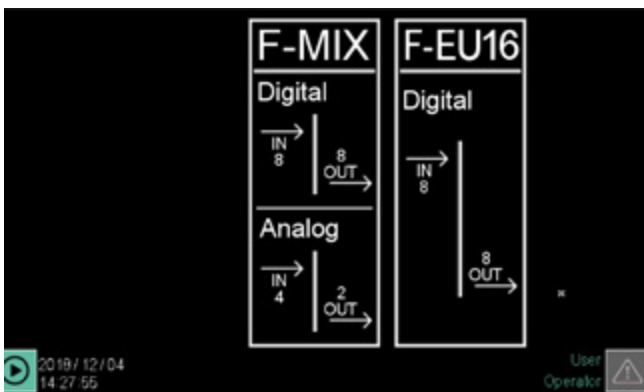 F-MIX
Digital
IN
8
8
OUT
Analog
IN
4
2
OUT
F-EU16
Digital
IN
8
8
OUT
2018/12/04
14:27:55
User
Operator